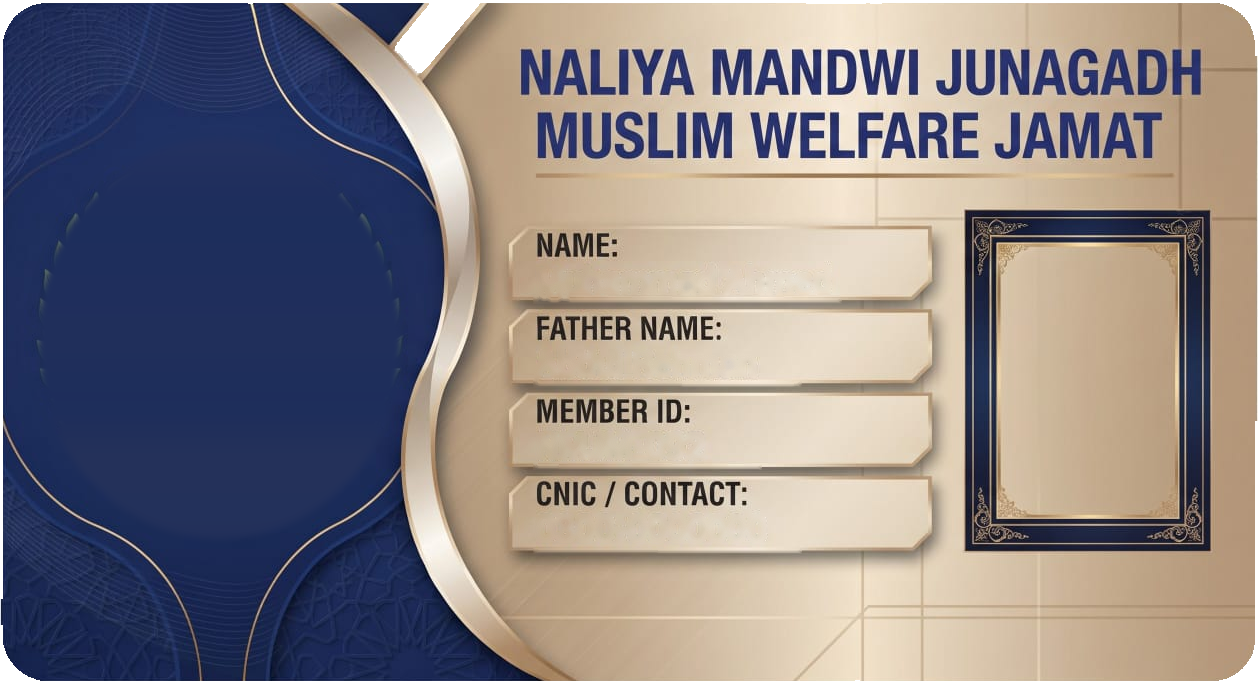 NALIYA MANDWI JUNAGADH
MUSLIM WELFARE JAMAT
NAME:
FATHER NAME:
MEMBER ID:
CNIC / CONTACT: